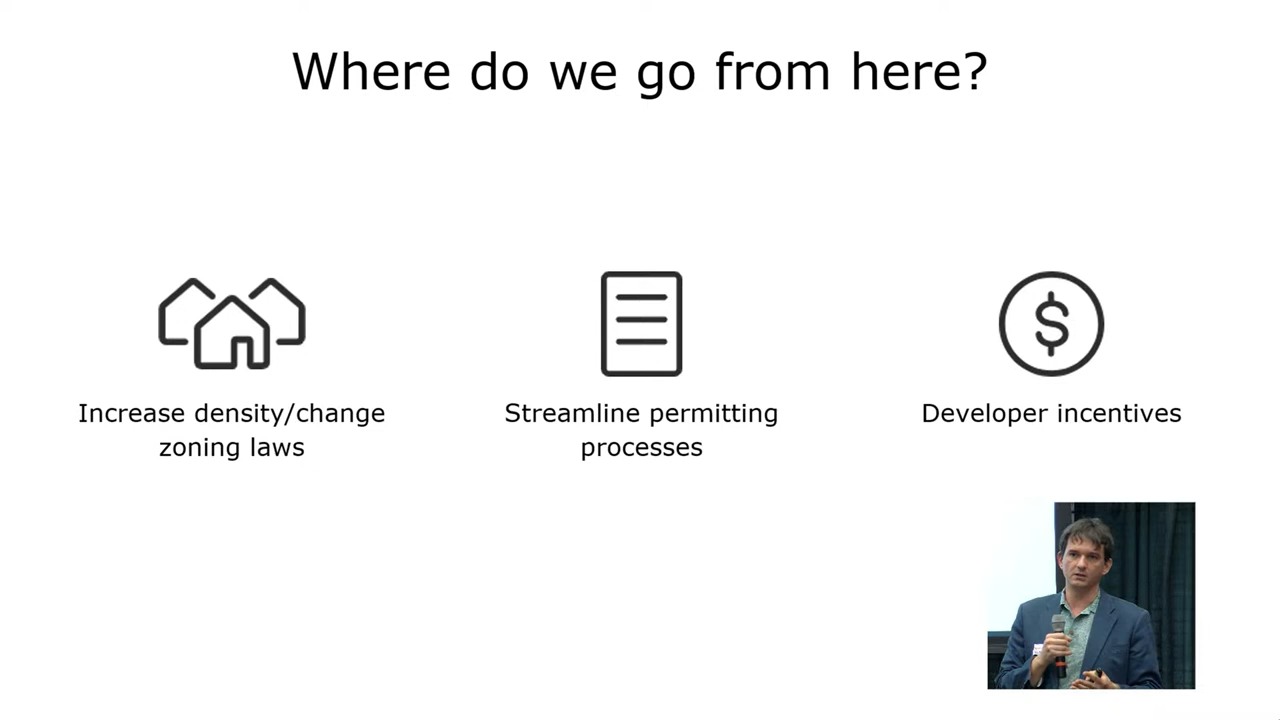 Where do we go from here?
Increase density/change
zoning laws
Streamline permitting
processes
Developer incentives